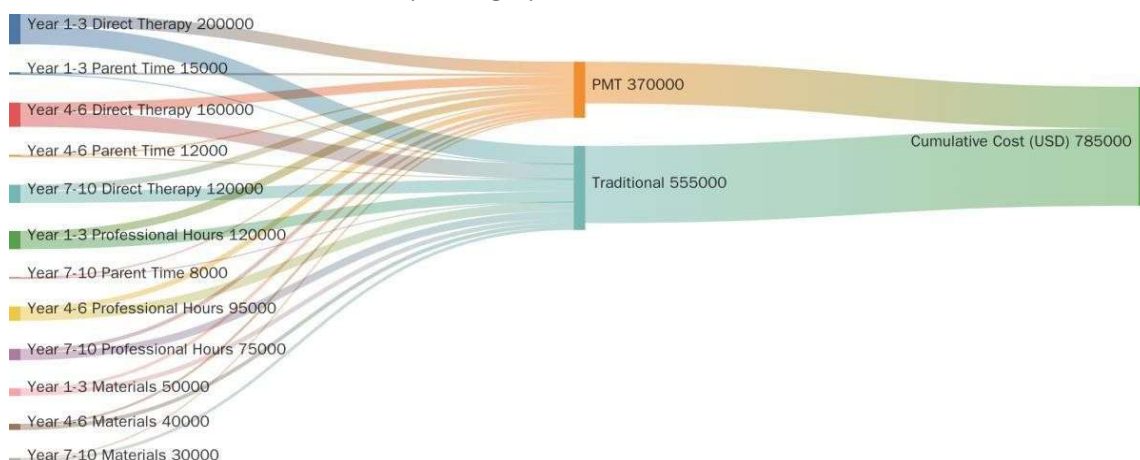 Year 1-3 Direct Therapy 200000
Year 1-3 Parent Time 15000
Year 4-6 Direct Therapy 160000
Year 4-6 Parent Time 12000
Year 7-10 Direct Therapy 120000
Year 1-3 Professional Hours 120000
Year 7-10 Parent Time 8000
Year 4-6 Professional Hours 95000
Year 7-10 Professional Hours 75000
Year 1-3 Materials 50000
Year 4-6 Materials 40000
Year 7-10 Materials 30000
PMT 370000
Traditional 555000
Cumulative Cost (USD) 785000